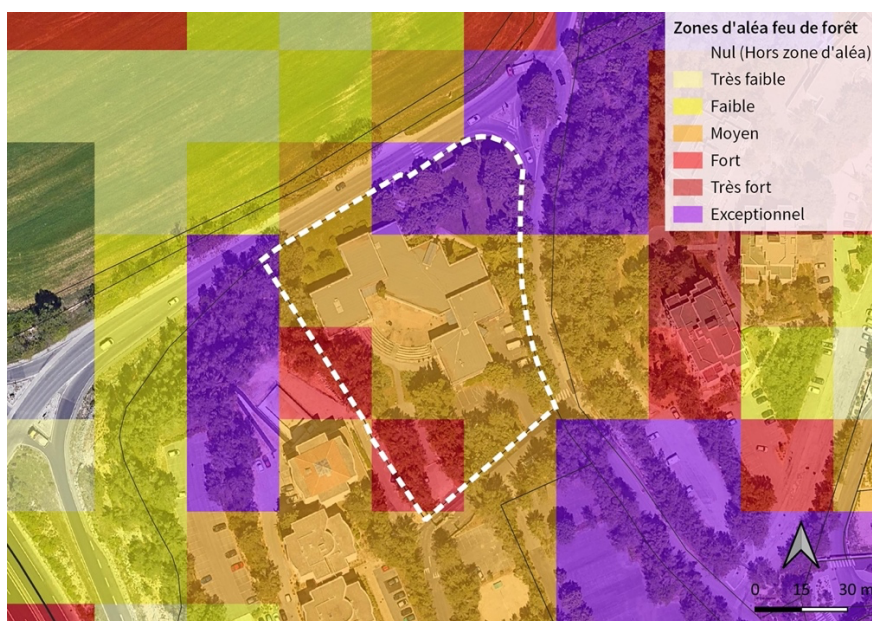 Zones d'aléa feu de forêt
Nul (Hors zone d'aléa)
Très faible
Faible
Moyen
Fort
Très fort
Exceptionnel
0 15 30 m